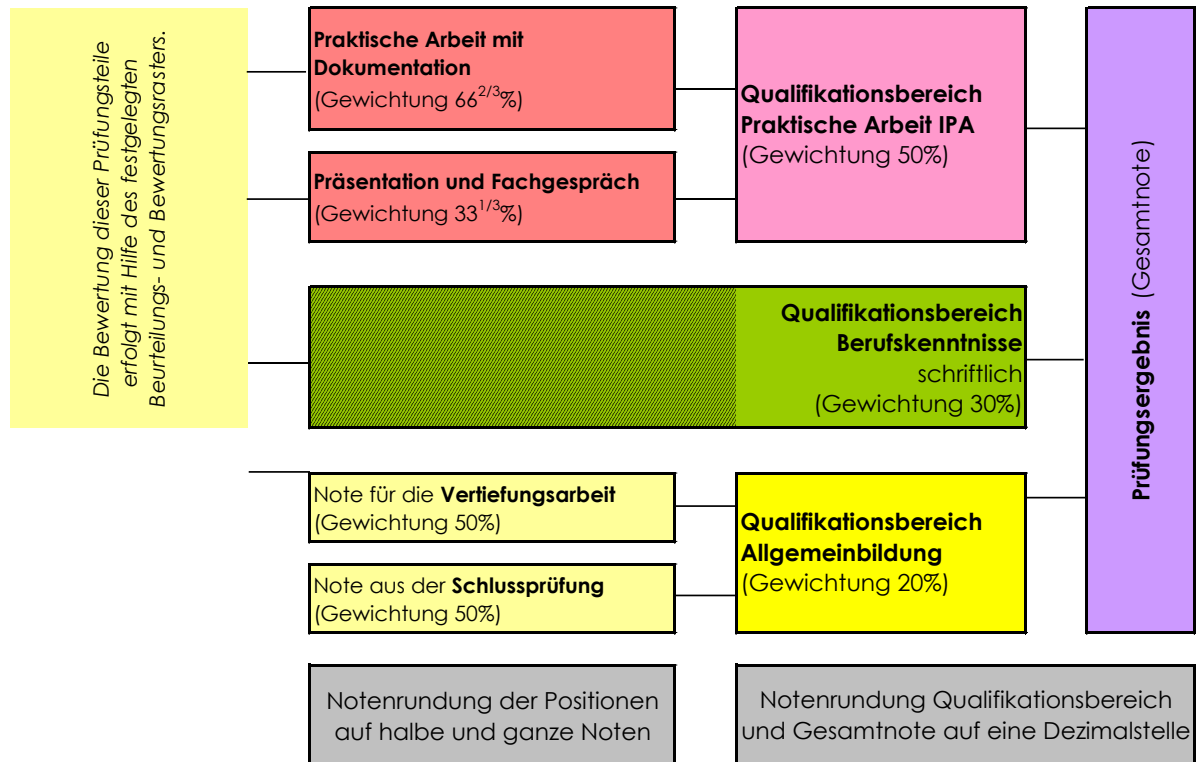 Die Bewertung dieser Prüfungsteile
erfolgt mit Hilfe des festgelegten
Beurteilungs- und Bewertungsrasters.
Praktische Arbeit mit
Dokumentation
(Gewichtung 66^2/3%)
Präsentation und Fachgespräch
(Gewichtung 33^1/3%)
Qualifikationsbereich
Praktische Arbeit IPA
(Gewichtung 50%)
Qualifikationsbereich
Berufskenntnisse
schriftlich
(Gewichtung 30%)
Note für die Vertiefungsarbeit
(Gewichtung 50%)
Note aus der Schlussprüfung
(Gewichtung 50%)
Qualifikationsbereich
Allgemeinbildung
(Gewichtung 20%)
Prüfungsergebnis (Gesamtnote)
Notenrundung der Positionen
auf halbe und ganze Noten
Notenrundung Qualifikationsbereich
und Gesamtnote auf eine Dezimalstelle